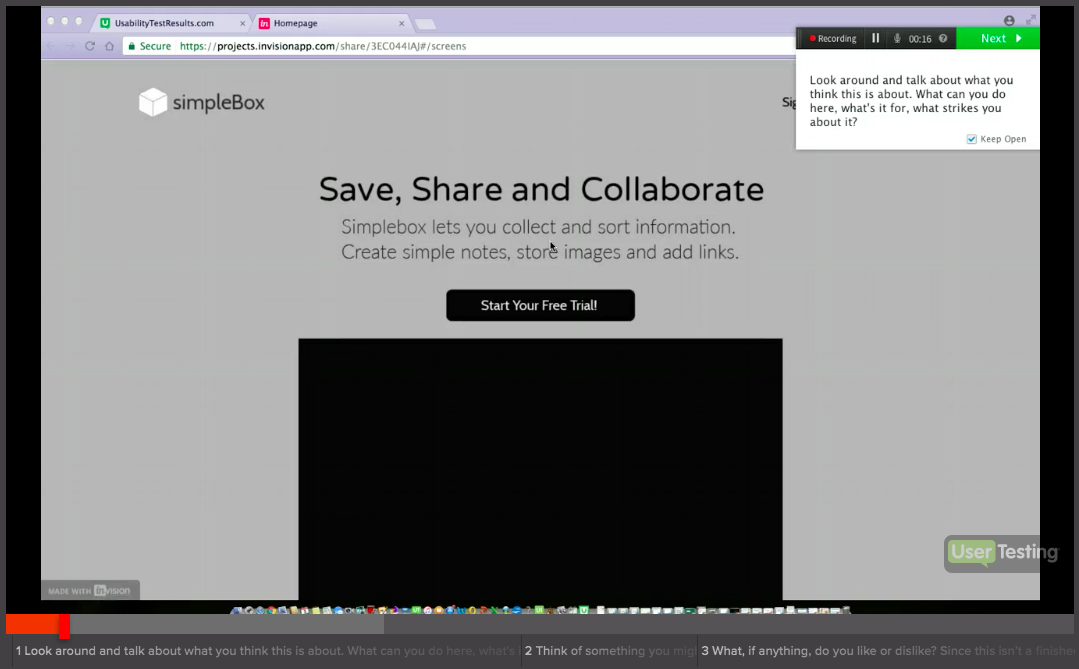 UsabilityTestResults.com
Homepage
Secure https://projects.invisionapp.com/share/3EC044IAJ#/screens
Recording 00:16 Next
Look around and talk about what you
think this is about. What can you do
here, what's it for, what strikes you
about it?
Keep Open
simpleBox
Save, Share and Collaborate
Simplebox lets you collect and sort information.
Create simple notes, store images and add links.
Start Your Free Trial!
UserTesting
MADE WITH invision
1 Look around and talk about what you think this is about. What can you do here, what's
2 Think of something you mig
3 What, if anything, do you like or dislike? Since this isn't a finishe